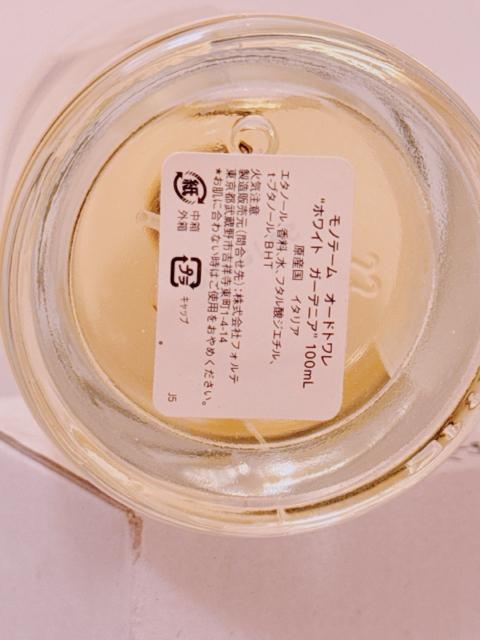 モノテーム オードトワレ
"ホワイト ガーデニア" 100mL
原産国 イタリア
エタノール、香料、水、フタル酸ジエチル、
t-ブタノール、BHT
火気注意
製造販売元(問合せ先):株式会社フォルテ
東京都武蔵野市吉祥寺東町1-4-14
★お肌に合わない時はご使用をおやめください。
紙
中箱
外箱
プラ
キャップ
J5